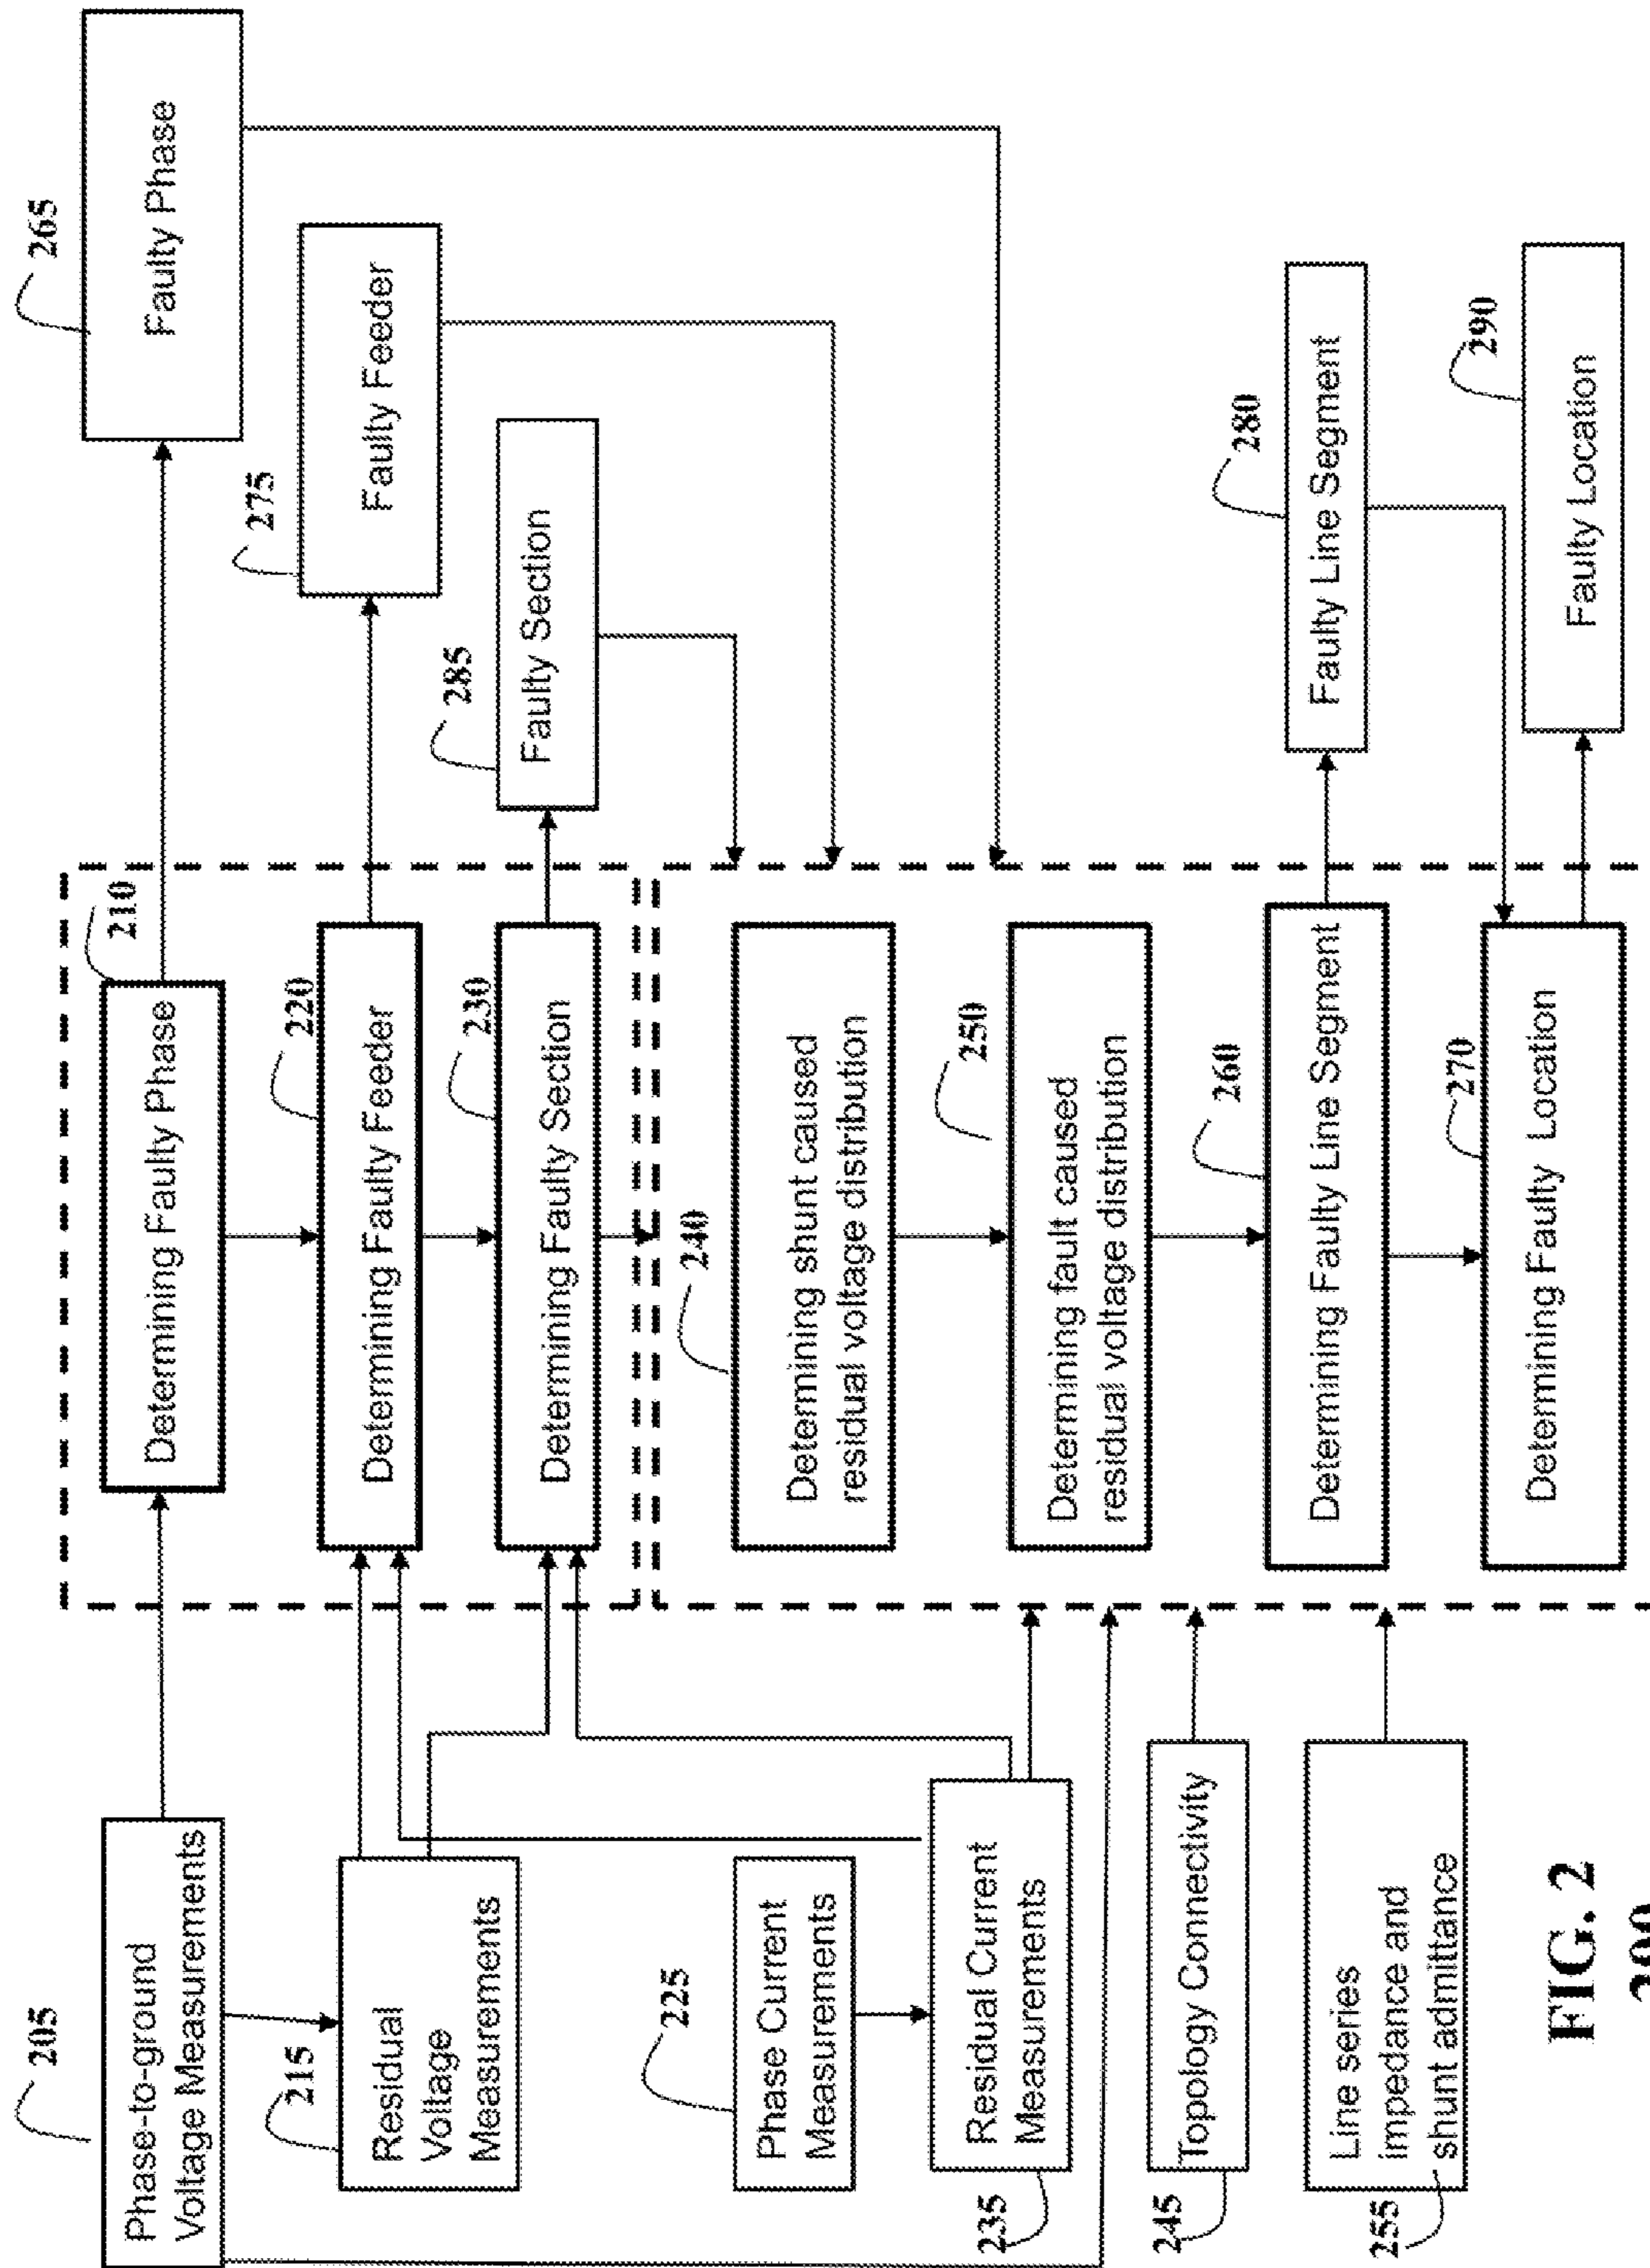 205
Phase-to-ground
Voltage Measurements
215
Residual
Voltage
Measurements
225
Phase Current
Measurements
235
Residual Current
Measurements
245
Topology Connectivity
255
Line series
impedance and
shunt admittance
210
Determining Faulty Phase
220
Determining Faulty Feeder
230
Determining Faulty Section
240
Determining shunt caused
residual voltage distribution
250
Determining fault caused
residual voltage distribution
260
Determining Faulty Line Segment
270
Determining Faulty Location
265
Faulty Phase
275
Faulty Feeder
285
Faulty Section
280
Faulty Line Segment
290
Faulty Location
FIG. 2